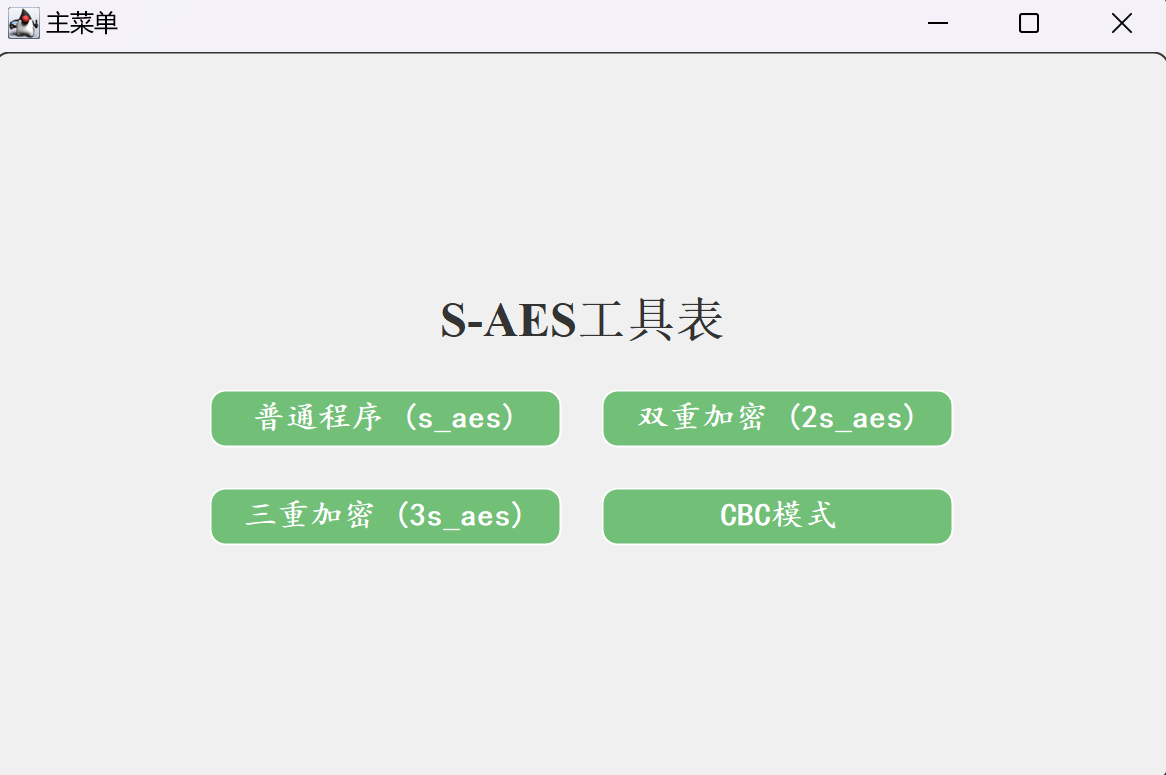 主菜单
S-AES工具表
普通程序（s_aes）
双重加密（2s_aes）
三重加密（3s_aes）
CBC模式